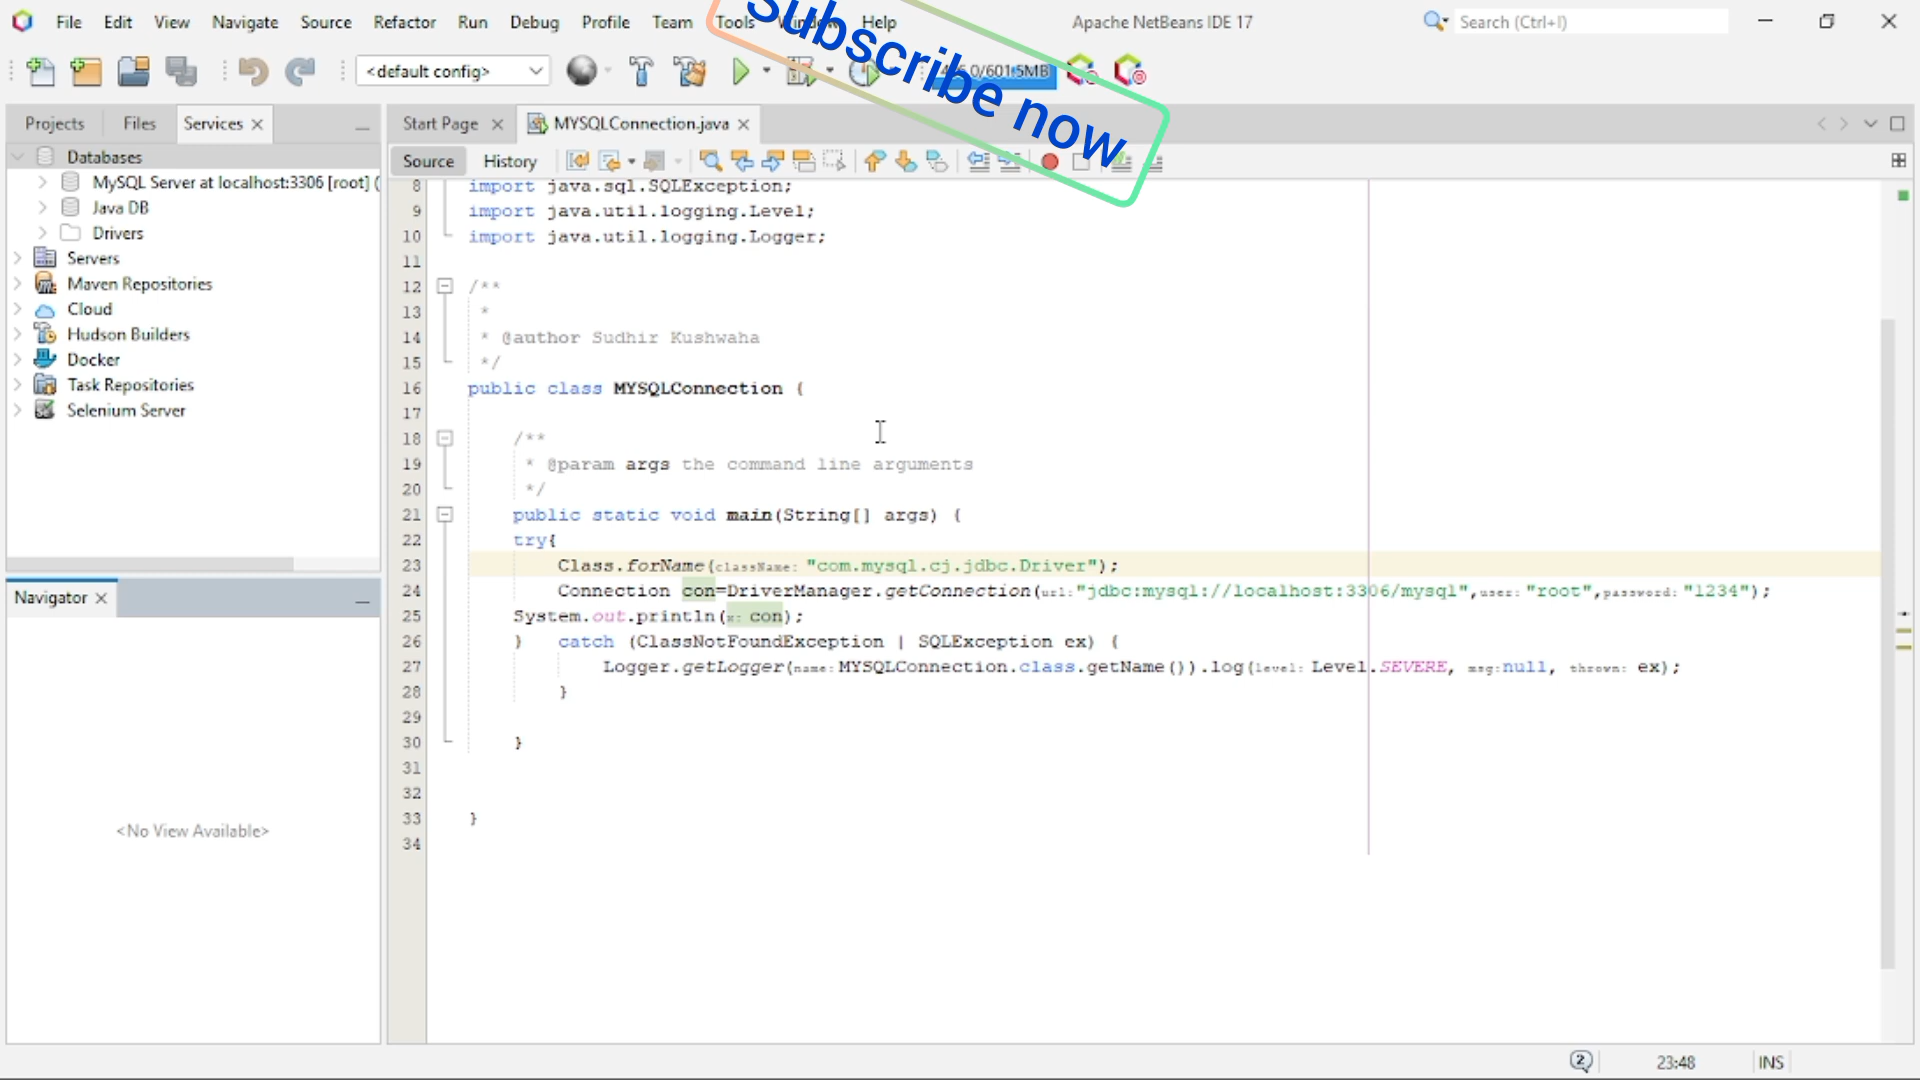 File Edit View Navigate Source Refactor Run Debug Profile Team Tools Window Help
Apache NetBeans IDE 17
Search (Ctrl+I)
Subscribe now
<default config>
/601.5MB
Projects Files Services
Start Page MYSQLConnection.java
Source History
Databases
MySQL Server at localhost:3306 [root] (
Java DB
Drivers
Servers
Maven Repositories
Cloud
Hudson Builders
Docker
Task Repositories
Selenium Server
Navigator
<No View Available>
8 import java.sql.SQLException;
9 import java.util.logging.Level;
10 import java.util.logging.Logger;
11
12 /**
13 *
14 * @author Sudhir Kushwaha
15 */
16 public class MYSQLConnection {
17
18 /**
19 * @param args the command line arguments
20 */
21 public static void main(String[] args) {
22 try{
23 Class.forName(className: "com.mysql.cj.jdbc.Driver");
24 Connection con=DriverManager.getConnection(url:"jdbc:mysql://localhost:3306/mysql",user: "root",password: "1234");
25 System.out.println(x: con);
26 } catch (ClassNotFoundException | SQLException ex) {
27 Logger.getLogger(name: MYSQLConnection.class.getName()).log(level: Level.SEVERE, msg:null, thrown: ex);
28 }
29
30 }
31
32
33 }
34
2
23:48 INS